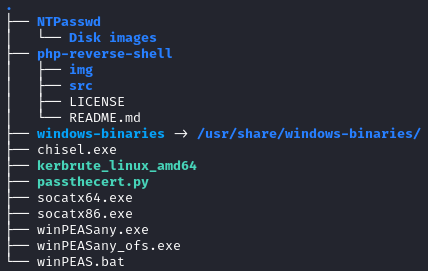 .
├── NTPasswd
│   └── Disk images
├── php-reverse-shell
│   ├── img
│   ├── src
│   ├── LICENSE
│   └── README.md
├── windows-binaries -> /usr/share/windows-binaries/
├── chisel.exe
├── kerbrute_linux_amd64
├── passthecert.py
├── socatx64.exe
├── socatx86.exe
├── winPEASany.exe
├── winPEASany_ofs.exe
└── winPEAS.bat